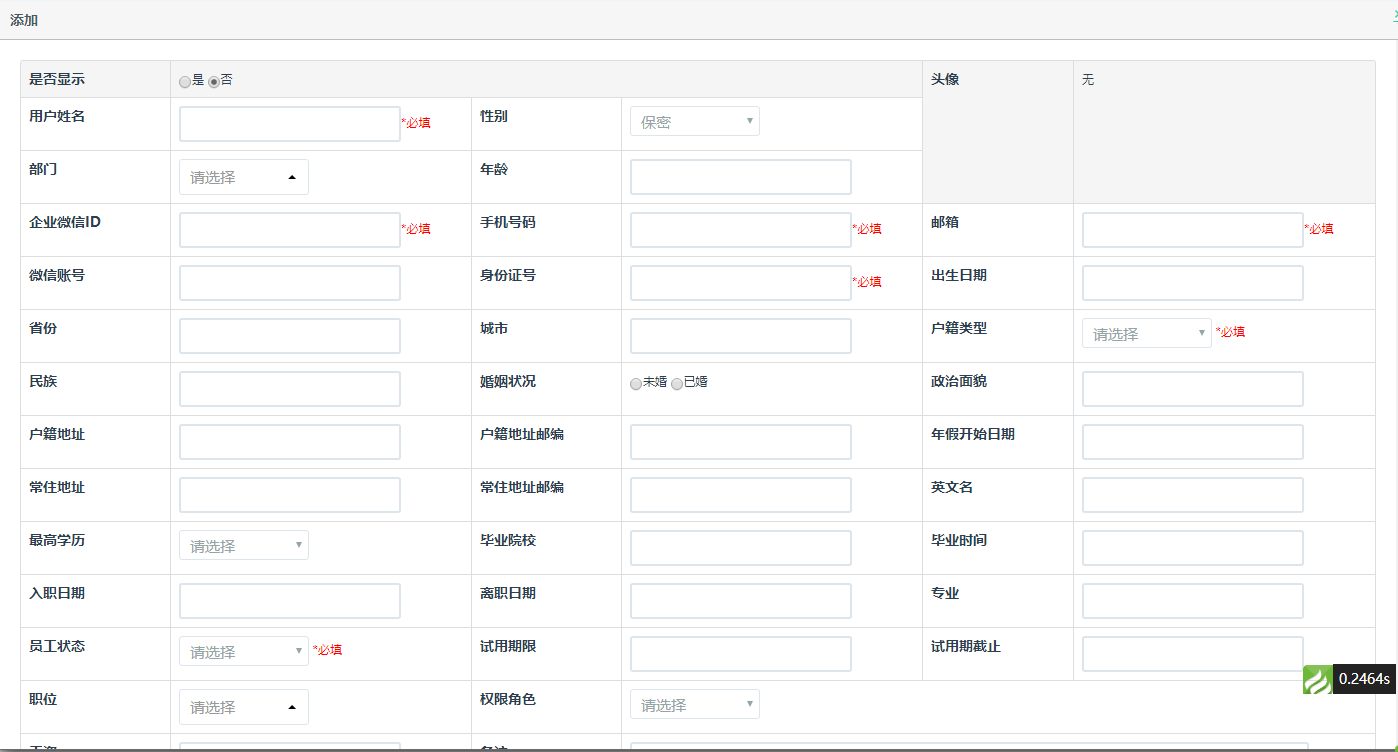 添加
是否显示 是 否 头像 无
用户姓名 *必填 性别 保密
部门 请选择 年龄
企业微信ID *必填 手机号码 *必填 邮箱 *必填
微信账号 身份证号 *必填 出生日期
省份 城市 户籍类型 请选择 *必填
民族 婚姻状况 未婚 已婚 政治面貌
户籍地址 户籍地址邮编 年假开始日期
常住地址 常住地址邮编 英文名
最高学历 请选择 毕业院校 毕业时间
入职日期 离职日期 专业
员工状态 请选择 *必填 试用期限 试用期截止
0.2464s
职位 请选择 权限角色 请选择